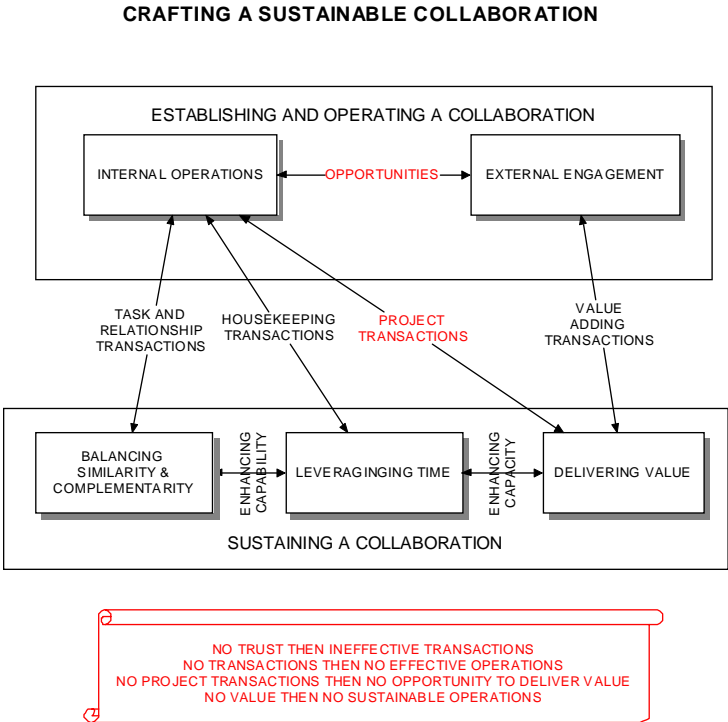 CRAFTING A SUSTAINABLE COLLABORATION
ESTABLISHING AND OPERATING A COLLABORATION
INTERNAL OPERATIONS
OPPORTUNITIES
EXTERNAL ENGAGEMENT
TASK AND
RELATIONSHIP
TRANSACTIONS
HOUSEKEEPING
TRANSACTIONS
PROJECT
TRANSACTIONS
VALUE
ADDING
TRANSACTIONS
BALANCING
SIMILARITY &
COMPLEMENTARITY
ENHANCING
CAPABILITY
LEVERAGINGING TIME
ENHANCING
CAPACITY
DELIVERING VALUE
SUSTAINING A COLLABORATION
NO TRUST THEN INEFFECTIVE TRANSACTIONS
NO TRANSACTIONS THEN NO EFFECTIVE OPERATIONS
NO PROJECT TRANSACTIONS THEN NO OPPORTUNITY TO DELIVER VALUE
NO VALUE THEN NO SUSTAINABLE OPERATIONS